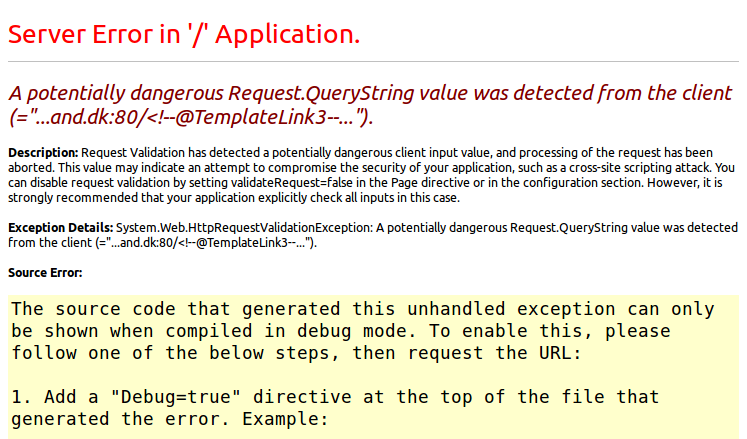 Server Error in '/' Application.
A potentially dangerous Request.QueryString value was detected from the client
(="...and.dk:80/<!--@TemplateLink3--...").
Description: Request Validation has detected a potentially dangerous client input value, and processing of the request has been
aborted. This value may indicate an attempt to compromise the security of your application, such as a cross-site scripting attack. You
can disable request validation by setting validateRequest=false in the Page directive or in the configuration section. However, it is
strongly recommended that your application explicitly check all inputs in this case.
Exception Details: System.Web.HttpRequestValidationException: A potentially dangerous Request.QueryString value was detected
from the client (="...and.dk:80/<!--@TemplateLink3--...").
Source Error:
The source code that generated this unhandled exception can only
be shown when compiled in debug mode. To enable this, please
follow one of the below steps, then request the URL:
1. Add a "Debug=true" directive at the top of the file that
generated the error. Example: